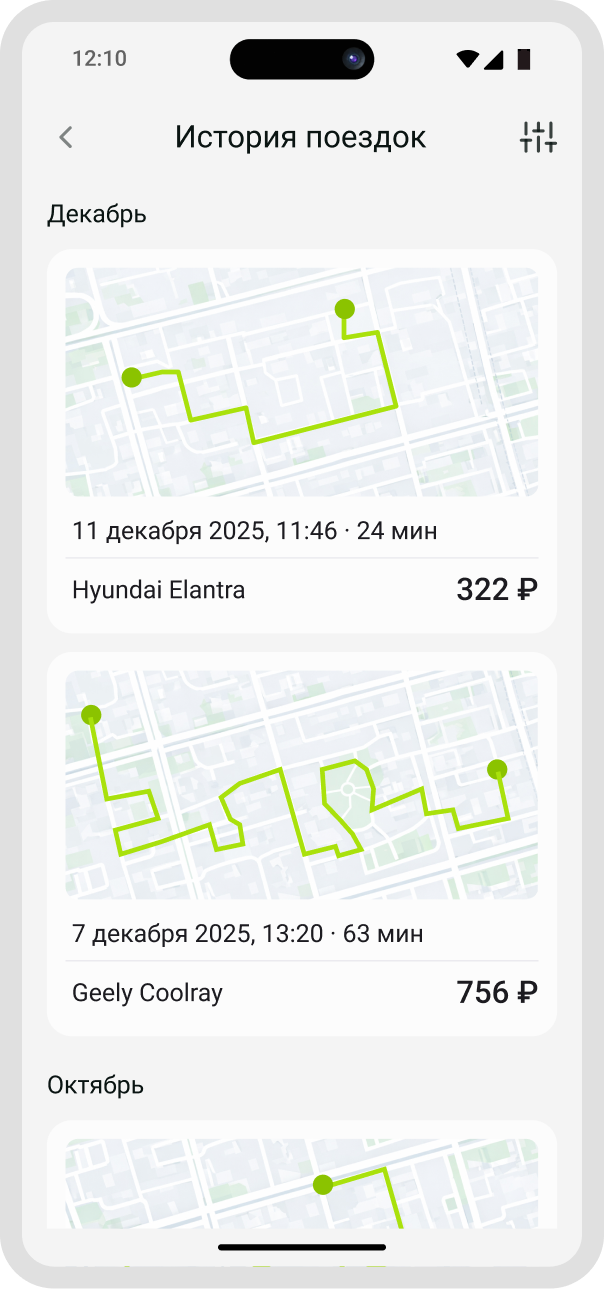 12:10
История поездок
Декабрь
11 декабря 2025, 11:46 · 24 мин
Hyundai Elantra 322 ₽
7 декабря 2025, 13:20 · 63 мин
Geely Coolray 756 ₽
Октябрь